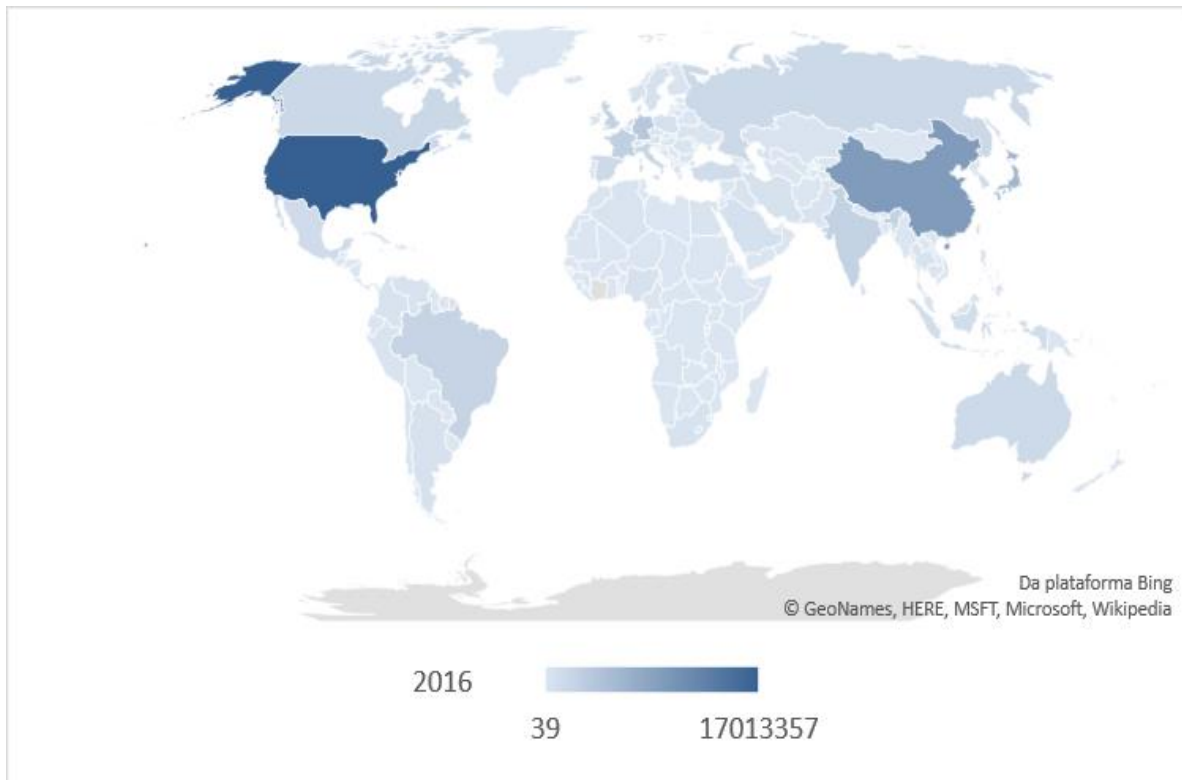 Da plataforma Bing
© GeoNames, HERE, MSFT, Microsoft, Wikipedia
2016
39
17013357